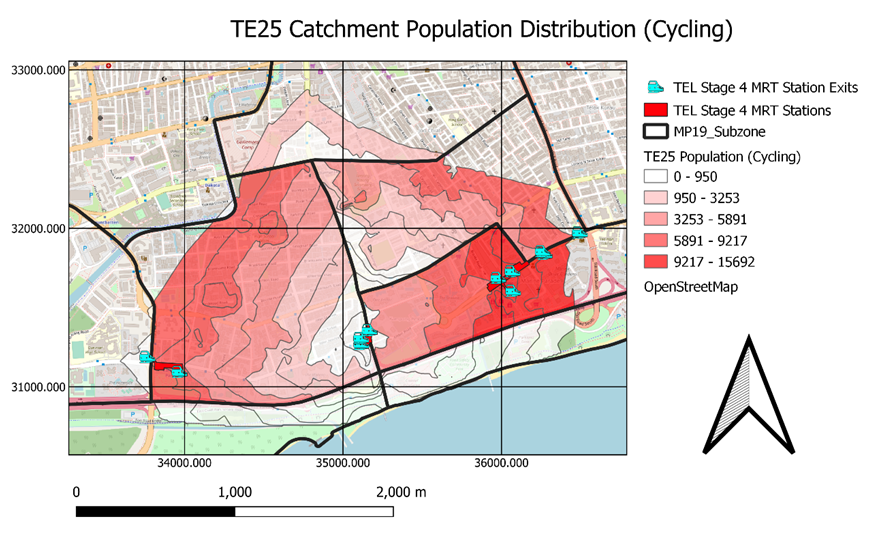 TE25 Catchment Population Distribution (Cycling)
33000.000
32000.000
31000.000
34000.000
35000.000
36000.000
TEL Stage 4 MRT Station Exits
TEL Stage 4 MRT Stations
MP19_Subzone
TE25 Population (Cycling)
0 - 950
950 - 3253
3253 - 5891
5891 - 9217
9217 - 15692
OpenStreetMap
0
1,000
2,000 m